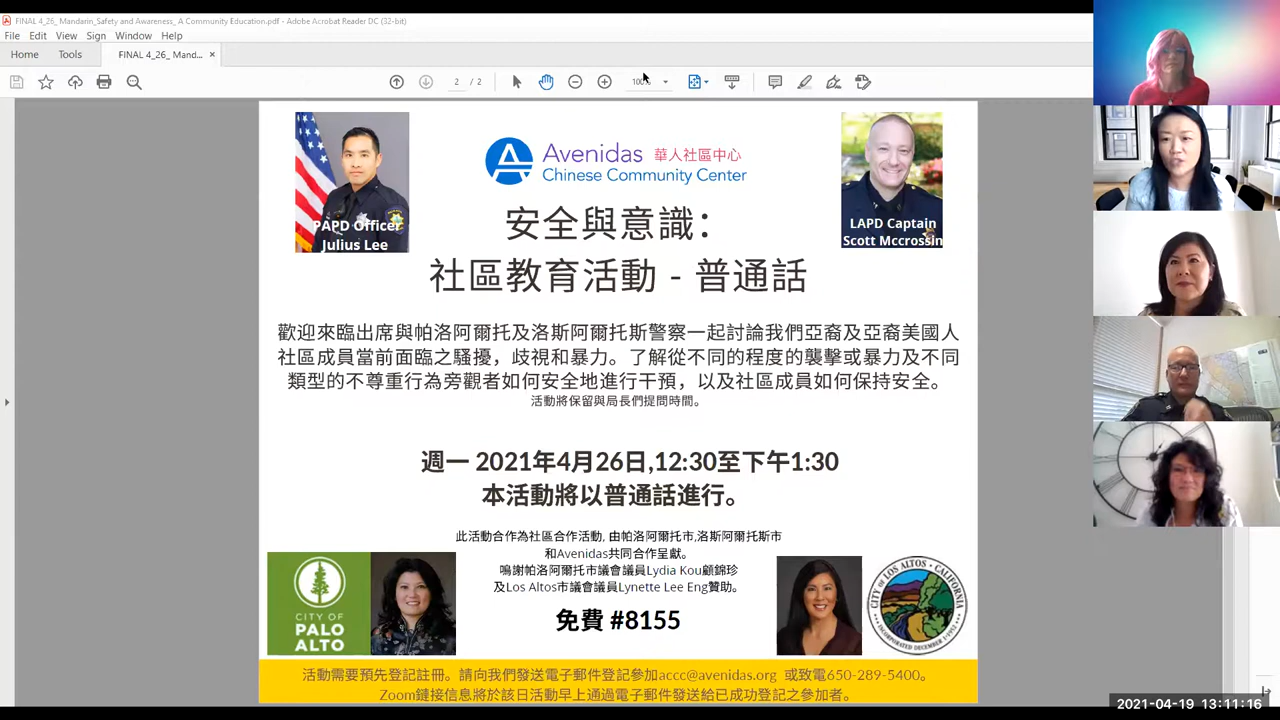 FINAL 4_26_ Mandarin_Safety and Awareness_ A Community Education.pdf - Adobe Acrobat Reader DC (32-bit)
File Edit View Sign Window Help
Home Tools FINAL 4_26_ Mand... ×
2 / 2 100%
PAPD Officer
Julius Lee
Avenidas 華人社區中心
Chinese Community Center
LAPD Captain
Scott Mccrossin
安全與意識：
社區教育活動 - 普通話
歡迎來臨出席與帕洛阿爾托及洛斯阿爾托斯警察一起討論我們亞裔及亞裔美國人
社區成員當前面臨之騷擾，歧視和暴力。了解從不同的程度的襲擊或暴力及不同
類型的不尊重行為旁觀者如何安全地進行干預，以及社區成員如何保持安全。
活動將保留與局長們提問時間。
週一 2021年4月26日,12:30至下午1:30
本活動將以普通話進行。
此活動合作為社區合作活動, 由帕洛阿爾托市,洛斯阿爾托斯市
和Avenidas共同合作呈獻。
鳴謝帕洛阿爾托市議會議員Lydia Kou顧錦珍
及Los Altos市議會議員Lynette Lee Eng贊助。
免費 #8155
CITY OF
PALO
ALTO
CITY OF LOS ALTOS, CALIFORNIA
INCORPORATED DECEMBER 1, 1952
活動需要預先登記註冊。請向我們發送電子郵件登記參加accc@avenidas.org 或致電650-289-5400。
Zoom鏈接信息將於該日活動早上通過電子郵件發送給已成功登記之參加者。
2021-04-19 13:11:16